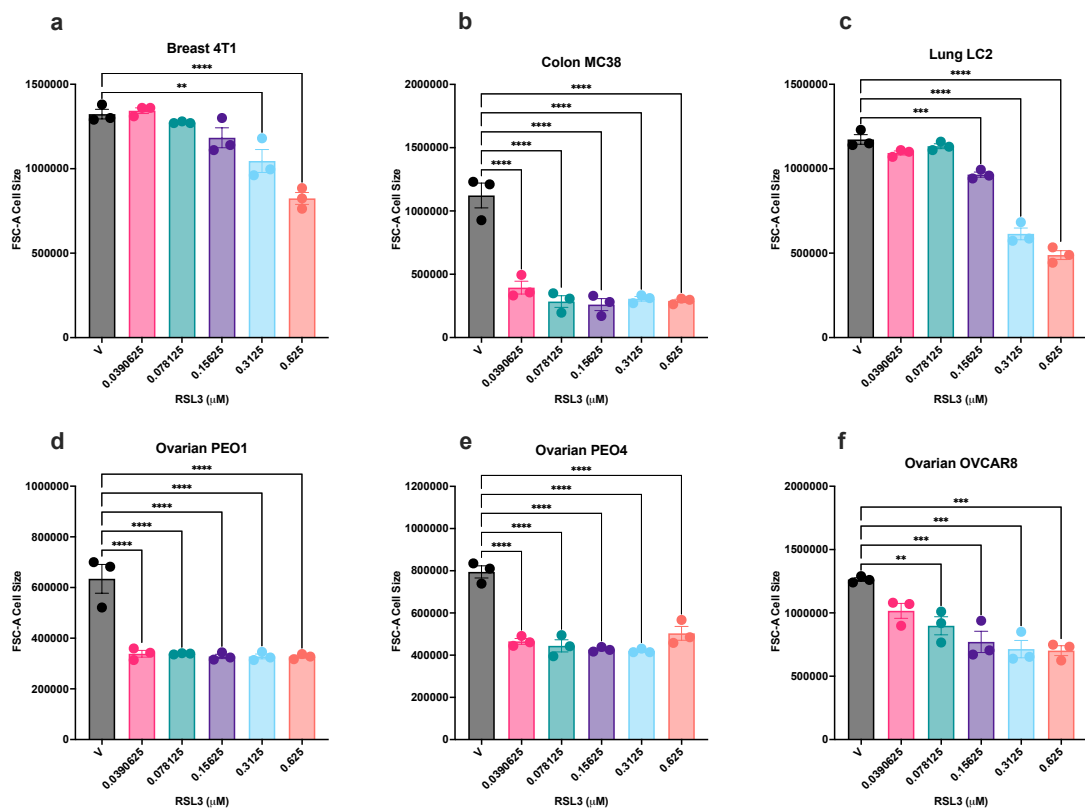 a
Breast 4T1
****
**
1500000
1000000
500000
0
FSC-A Cell Size
V
0.0390625
0.078125
0.15625
0.3125
0.625
RSL3 (μM)
b
Colon MC38
****
****
****
****
****
2000000
1500000
1000000
500000
0
FSC-A Cell Size
V
0.0390625
0.078125
0.15625
0.3125
0.625
RSL3 (μM)
c
Lung LC2
****
****
***
1500000
1000000
500000
0
FSC-A Cell Size
V
0.0390625
0.078125
0.15625
0.3125
0.625
RSL3 (μM)
d
Ovarian PEO1
****
****
****
****
****
1000000
800000
600000
400000
200000
0
FSC-A Cell Size
V
0.0390625
0.078125
0.15625
0.3125
0.625
RSL3 (μM)
e
Ovarian PEO4
****
****
****
****
****
1200000
1000000
800000
600000
400000
200000
0
FSC-A Cell Size
V
0.0390625
0.078125
0.15625
0.3125
0.625
RSL3 (μM)
f
Ovarian OVCAR8
***
***
***
**
2000000
1500000
1000000
500000
0
FSC-A Cell Size
V
0.0390625
0.078125
0.15625
0.3125
0.625
RSL3 (μM)